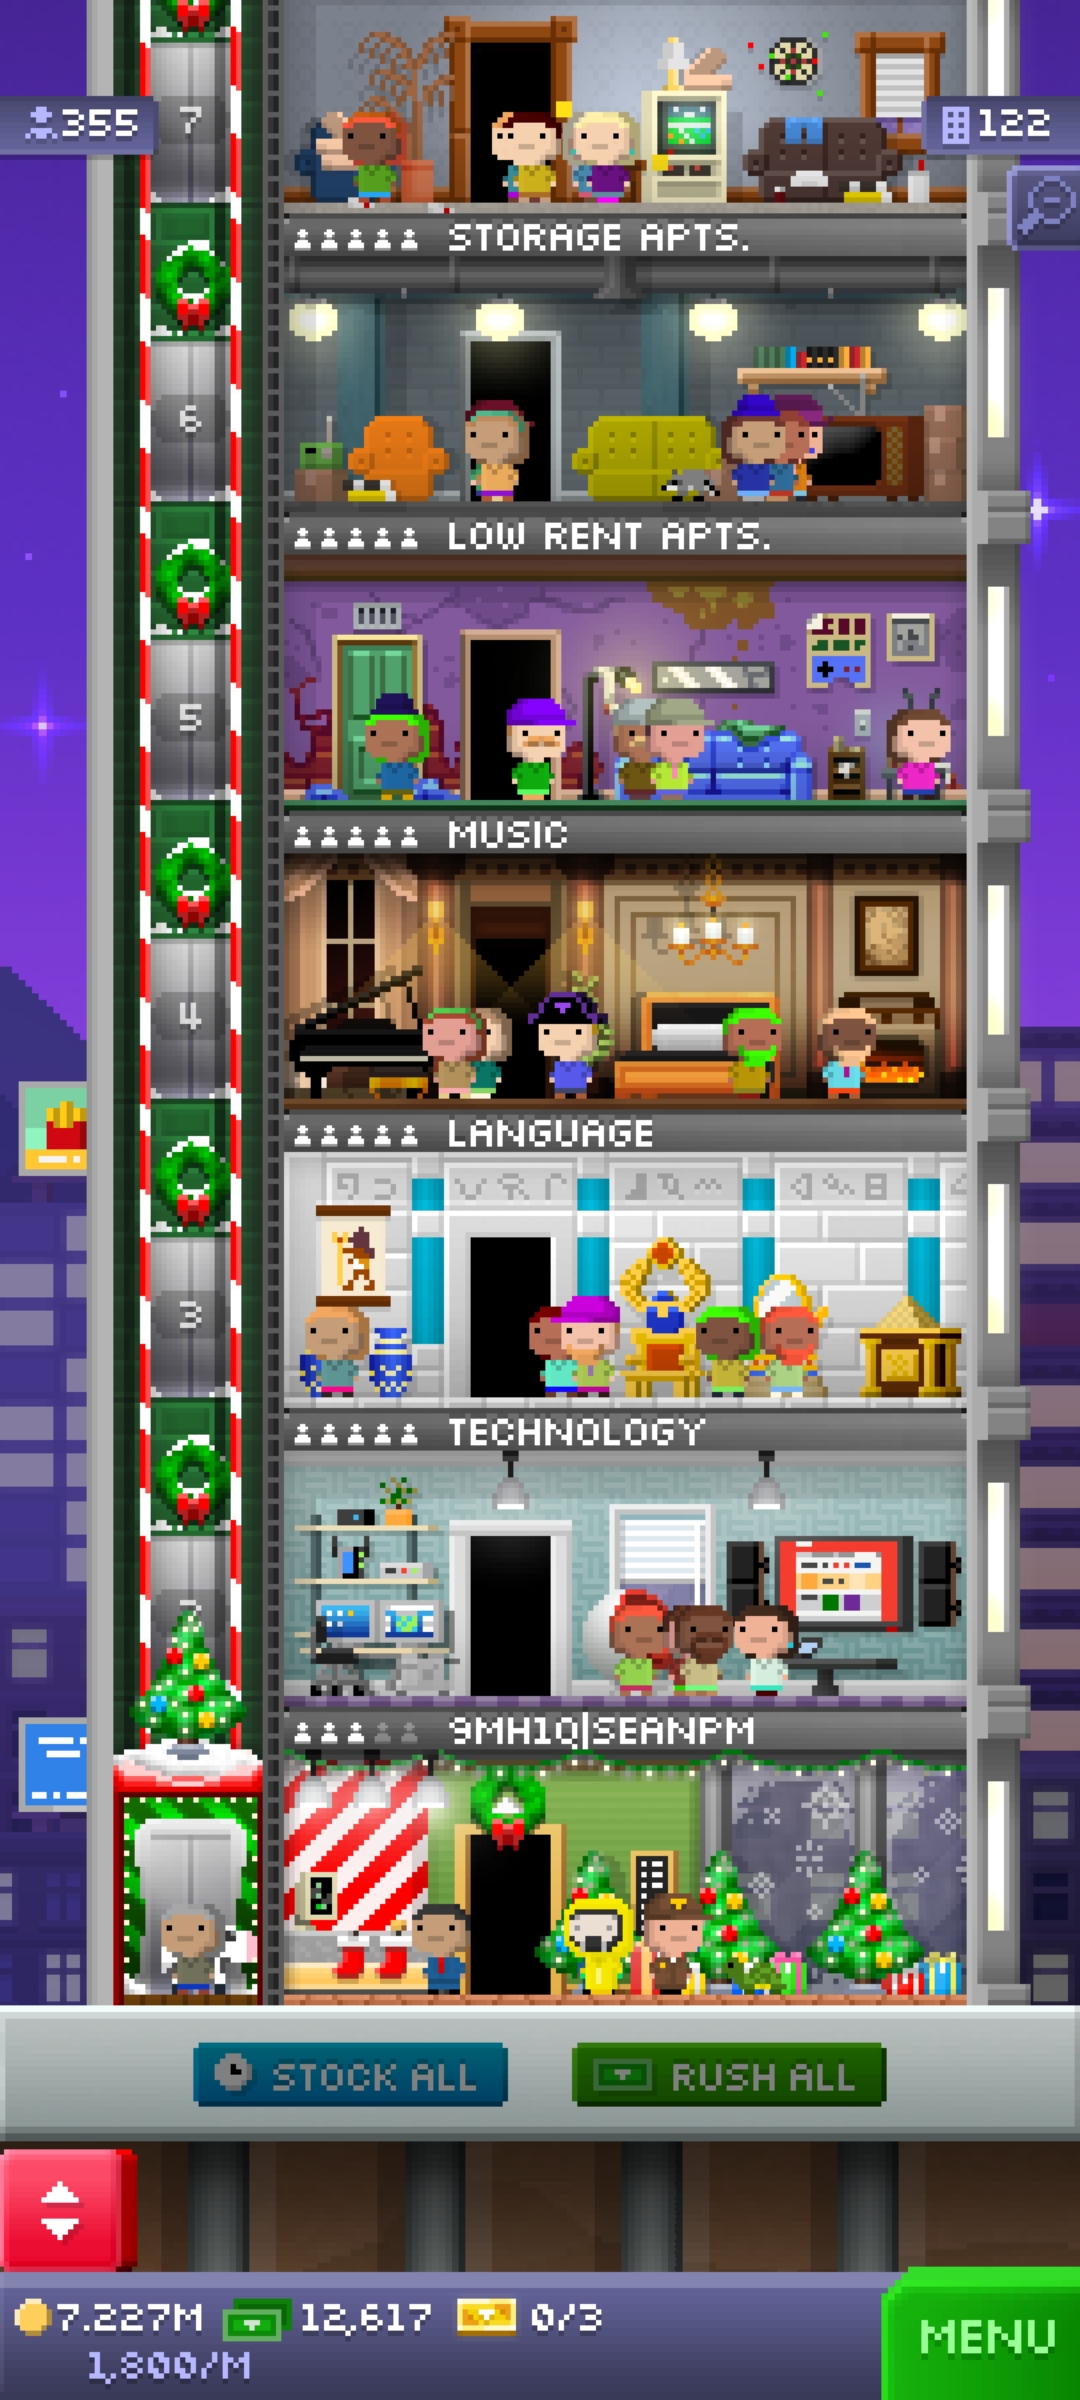 7
355
122
STORAGE APTS.
6
LOW RENT APTS.
5
MUSIC
4
LANGUAGE
3
TECHNOLOGY
9MH1Q|SEANPM
STOCK ALL
RUSH ALL
7.227M
12,617
0/3
1,800/M
MENU